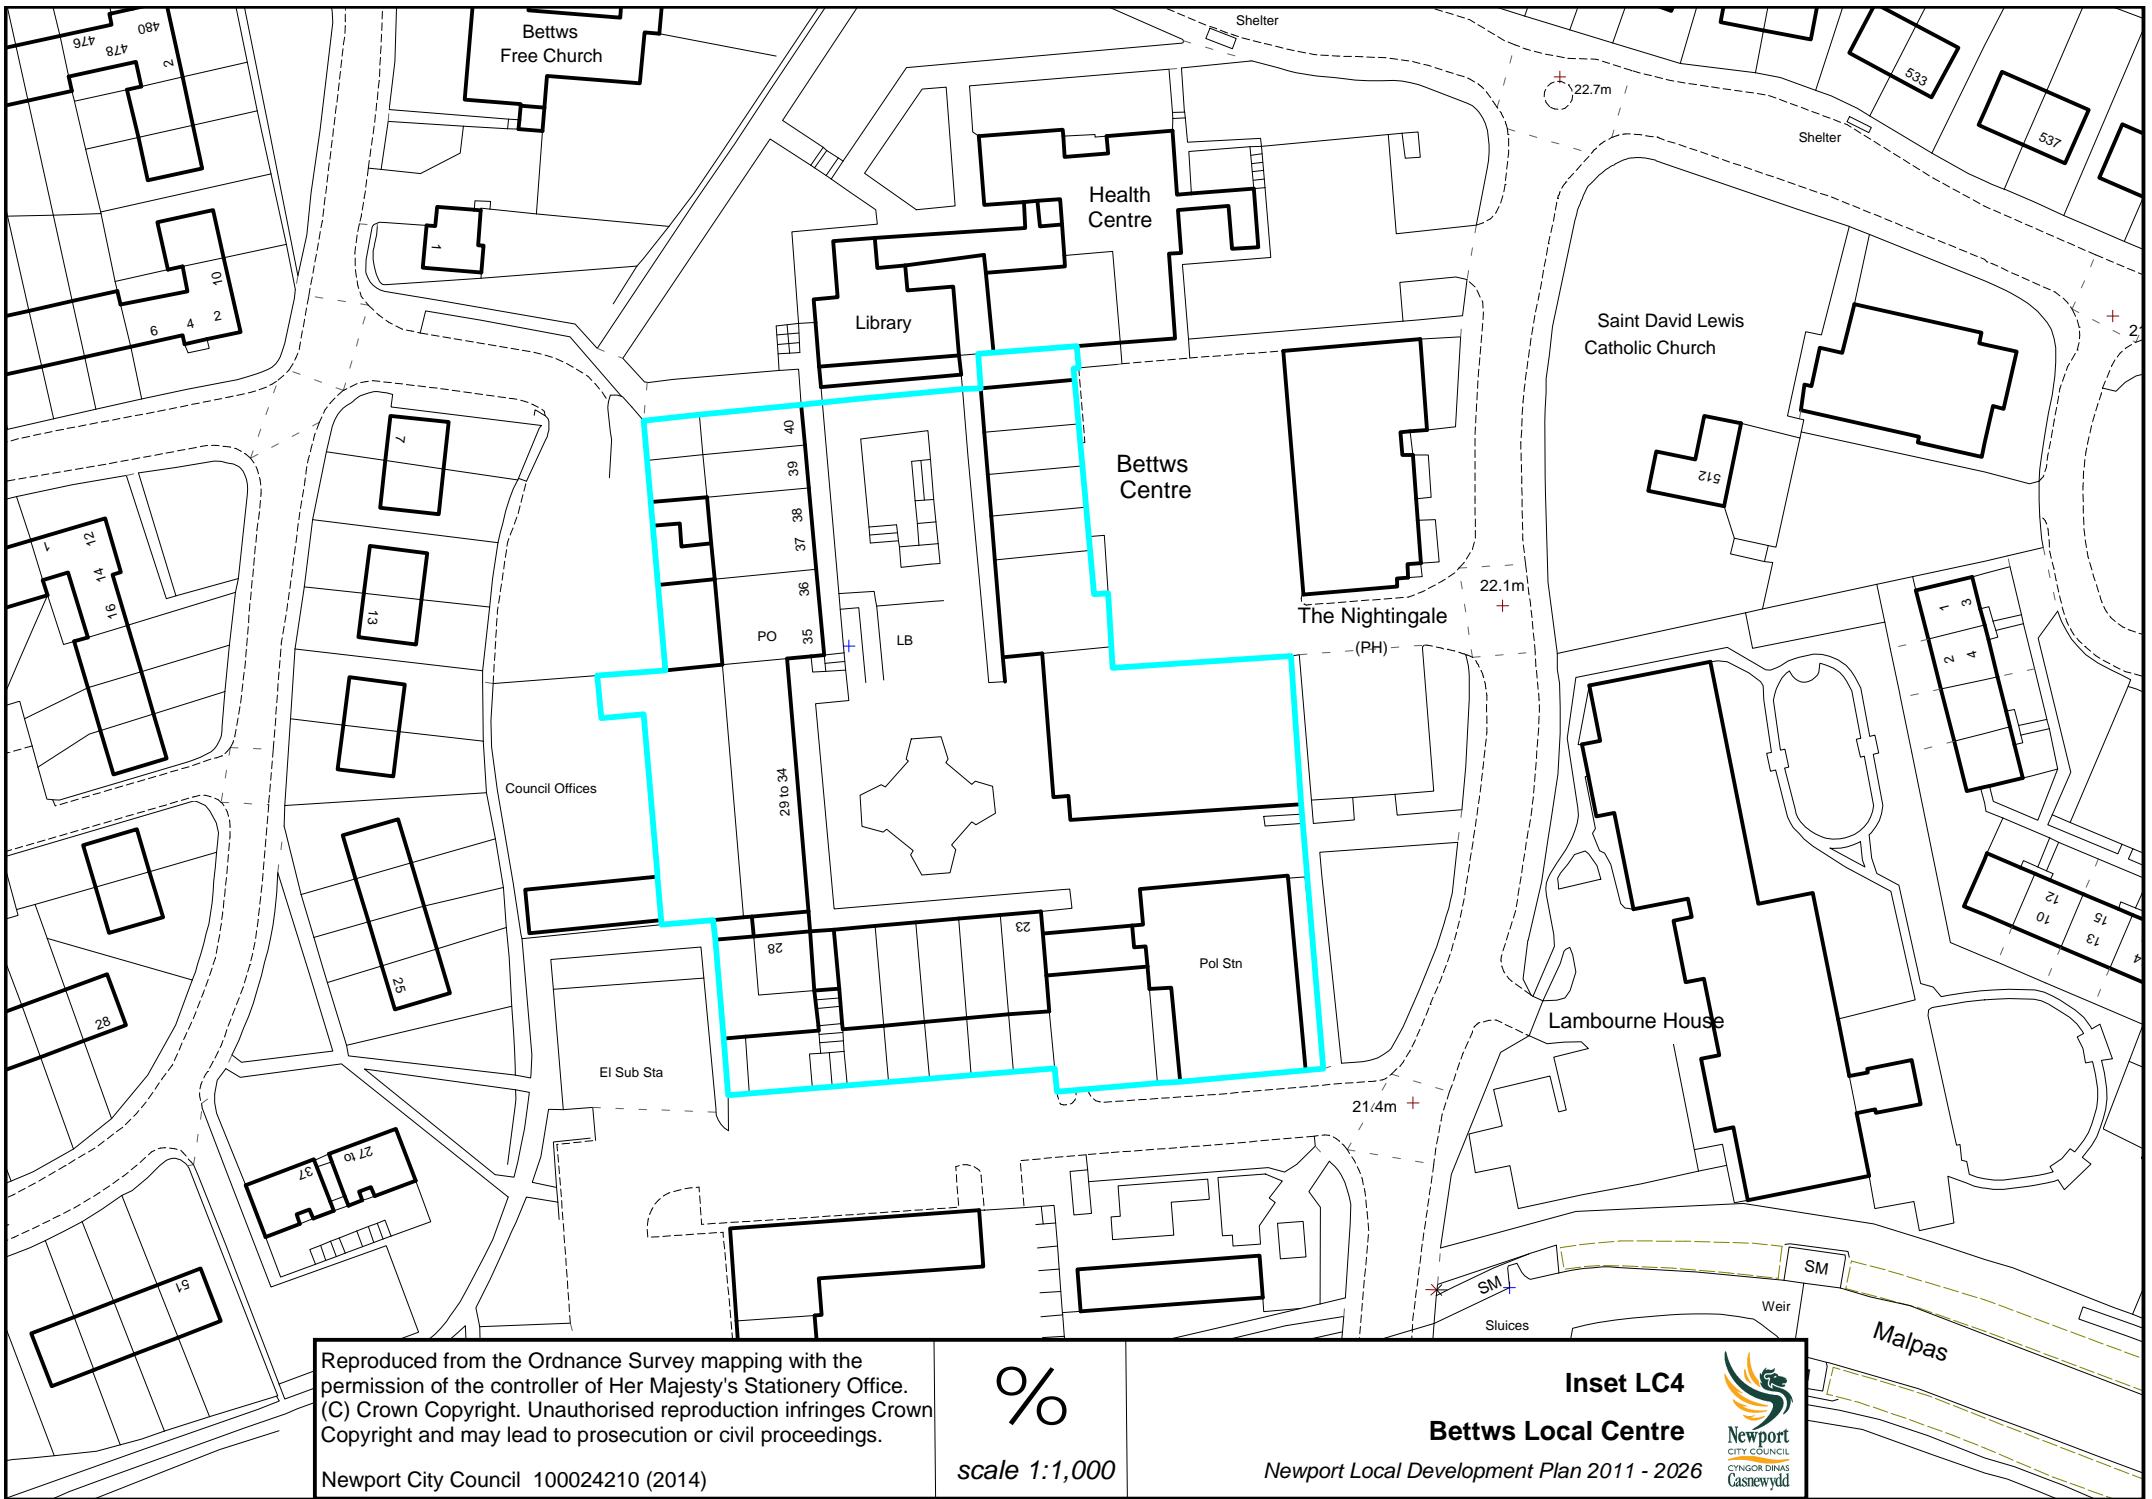 476
478
480
2
Bettws
Free Church
Shelter
22.7m
533
537
Shelter
1
Health
Centre
10
6
4
2
Library
Saint David Lewis
Catholic Church
7
40
39
38
37
36
35
PO
LB
Bettws
Centre
512
1
12
14
16
13
22.1m
The Nightingale
(PH)
1
3
2
4
Council Offices
29 to 34
12
10
15
13
4
28
23
Pol Stn
25
28
Lambourne House
El Sub Sta
21.4m
37
27 to
51
SM
SM
Sluices
Weir
Malpas
Reproduced from the Ordnance Survey mapping with the
permission of the controller of Her Majesty's Stationery Office.
(C) Crown Copyright. Unauthorised reproduction infringes Crown
Copyright and may lead to prosecution or civil proceedings.
Newport City Council 100024210 (2014)
%
scale 1:1,000
Inset LC4
Bettws Local Centre
Newport Local Development Plan 2011 - 2026
Newport
CITY COUNCIL
CYNGOR DINAS
Casnewydd